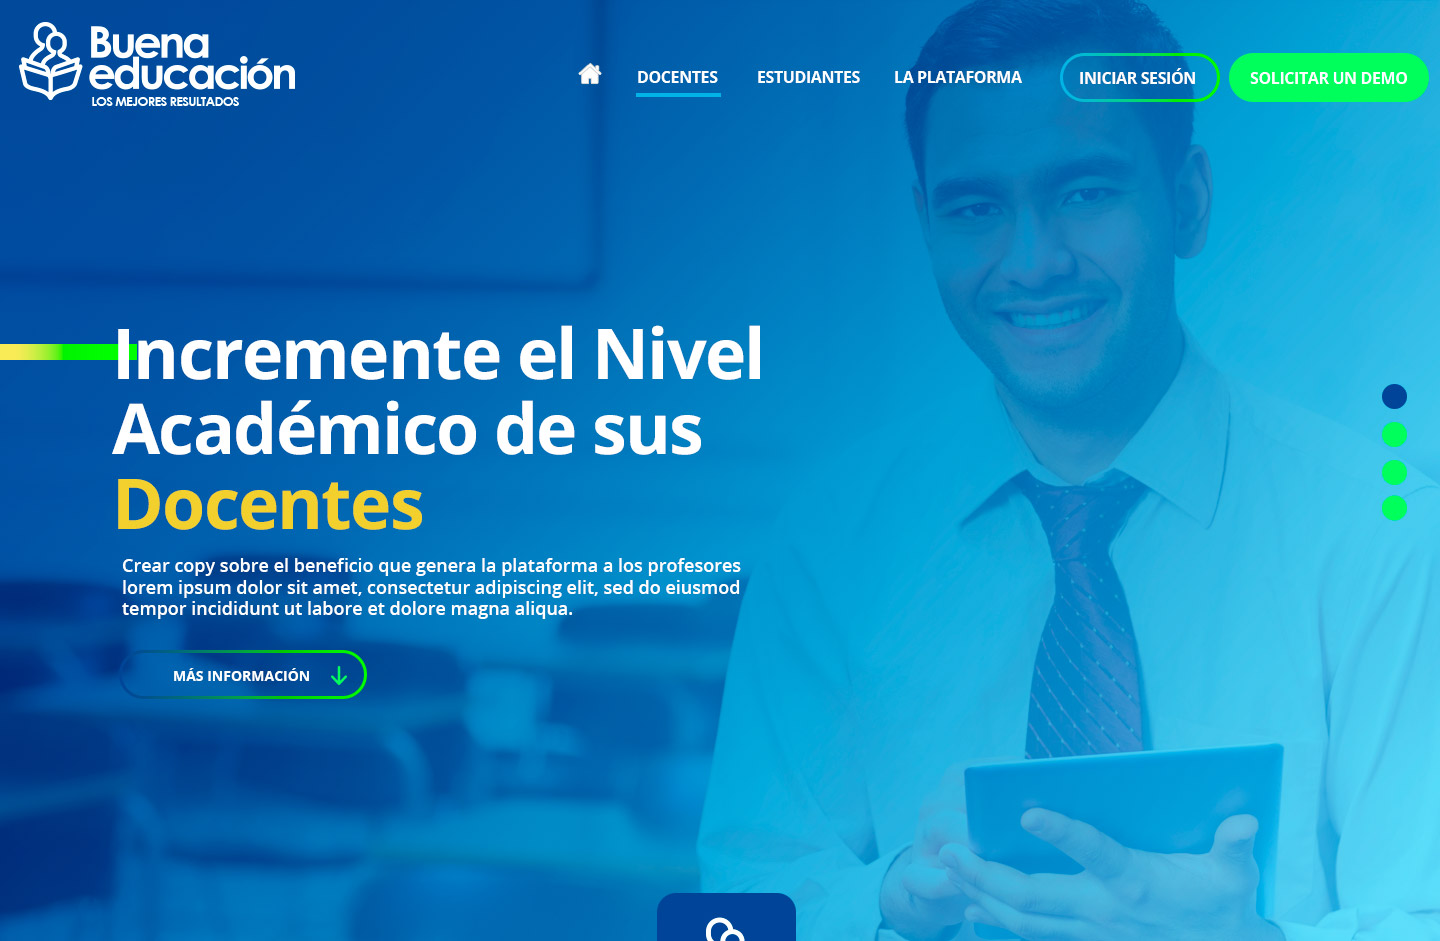 Buena
educación
LOS MEJORES RESULTADOS
DOCENTES
ESTUDIANTES
LA PLATAFORMA
INICIAR SESIÓN
SOLICITAR UN DEMO
Incremente el Nivel
Académico de sus
Docentes
Crear copy sobre el beneficio que genera la plataforma a los profesores
lorem ipsum dolor sit amet, consectetur adipiscing elit, sed do eiusmod
tempor incididunt ut labore et dolore magna aliqua.
MÁS INFORMACIÓN